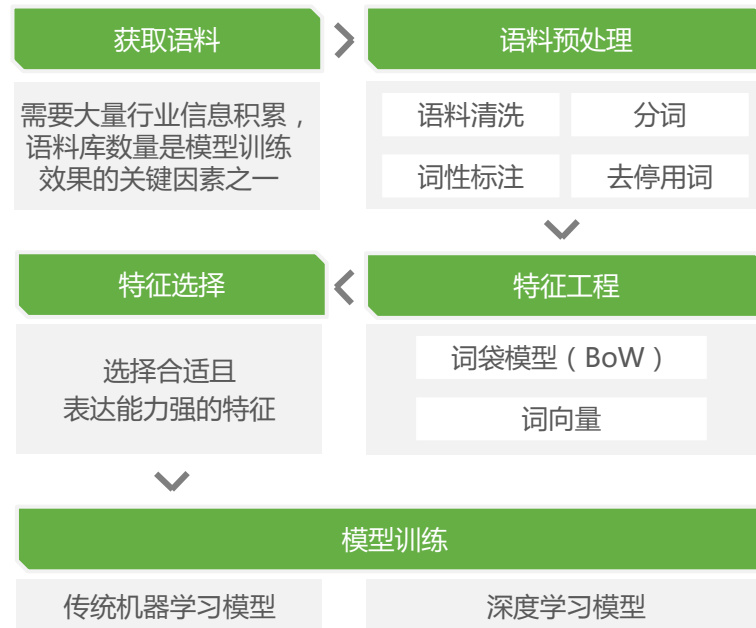 获取语料
语料预处理
需要大量行业信息积累，
语料库数量是模型训练
效果的关键因素之一
语料清洗
分词
词性标注
去停用词
特征选择
特征工程
选择合适且
表达能力强的特征
词袋模型（BoW）
词向量
模型训练
传统机器学习模型
深度学习模型